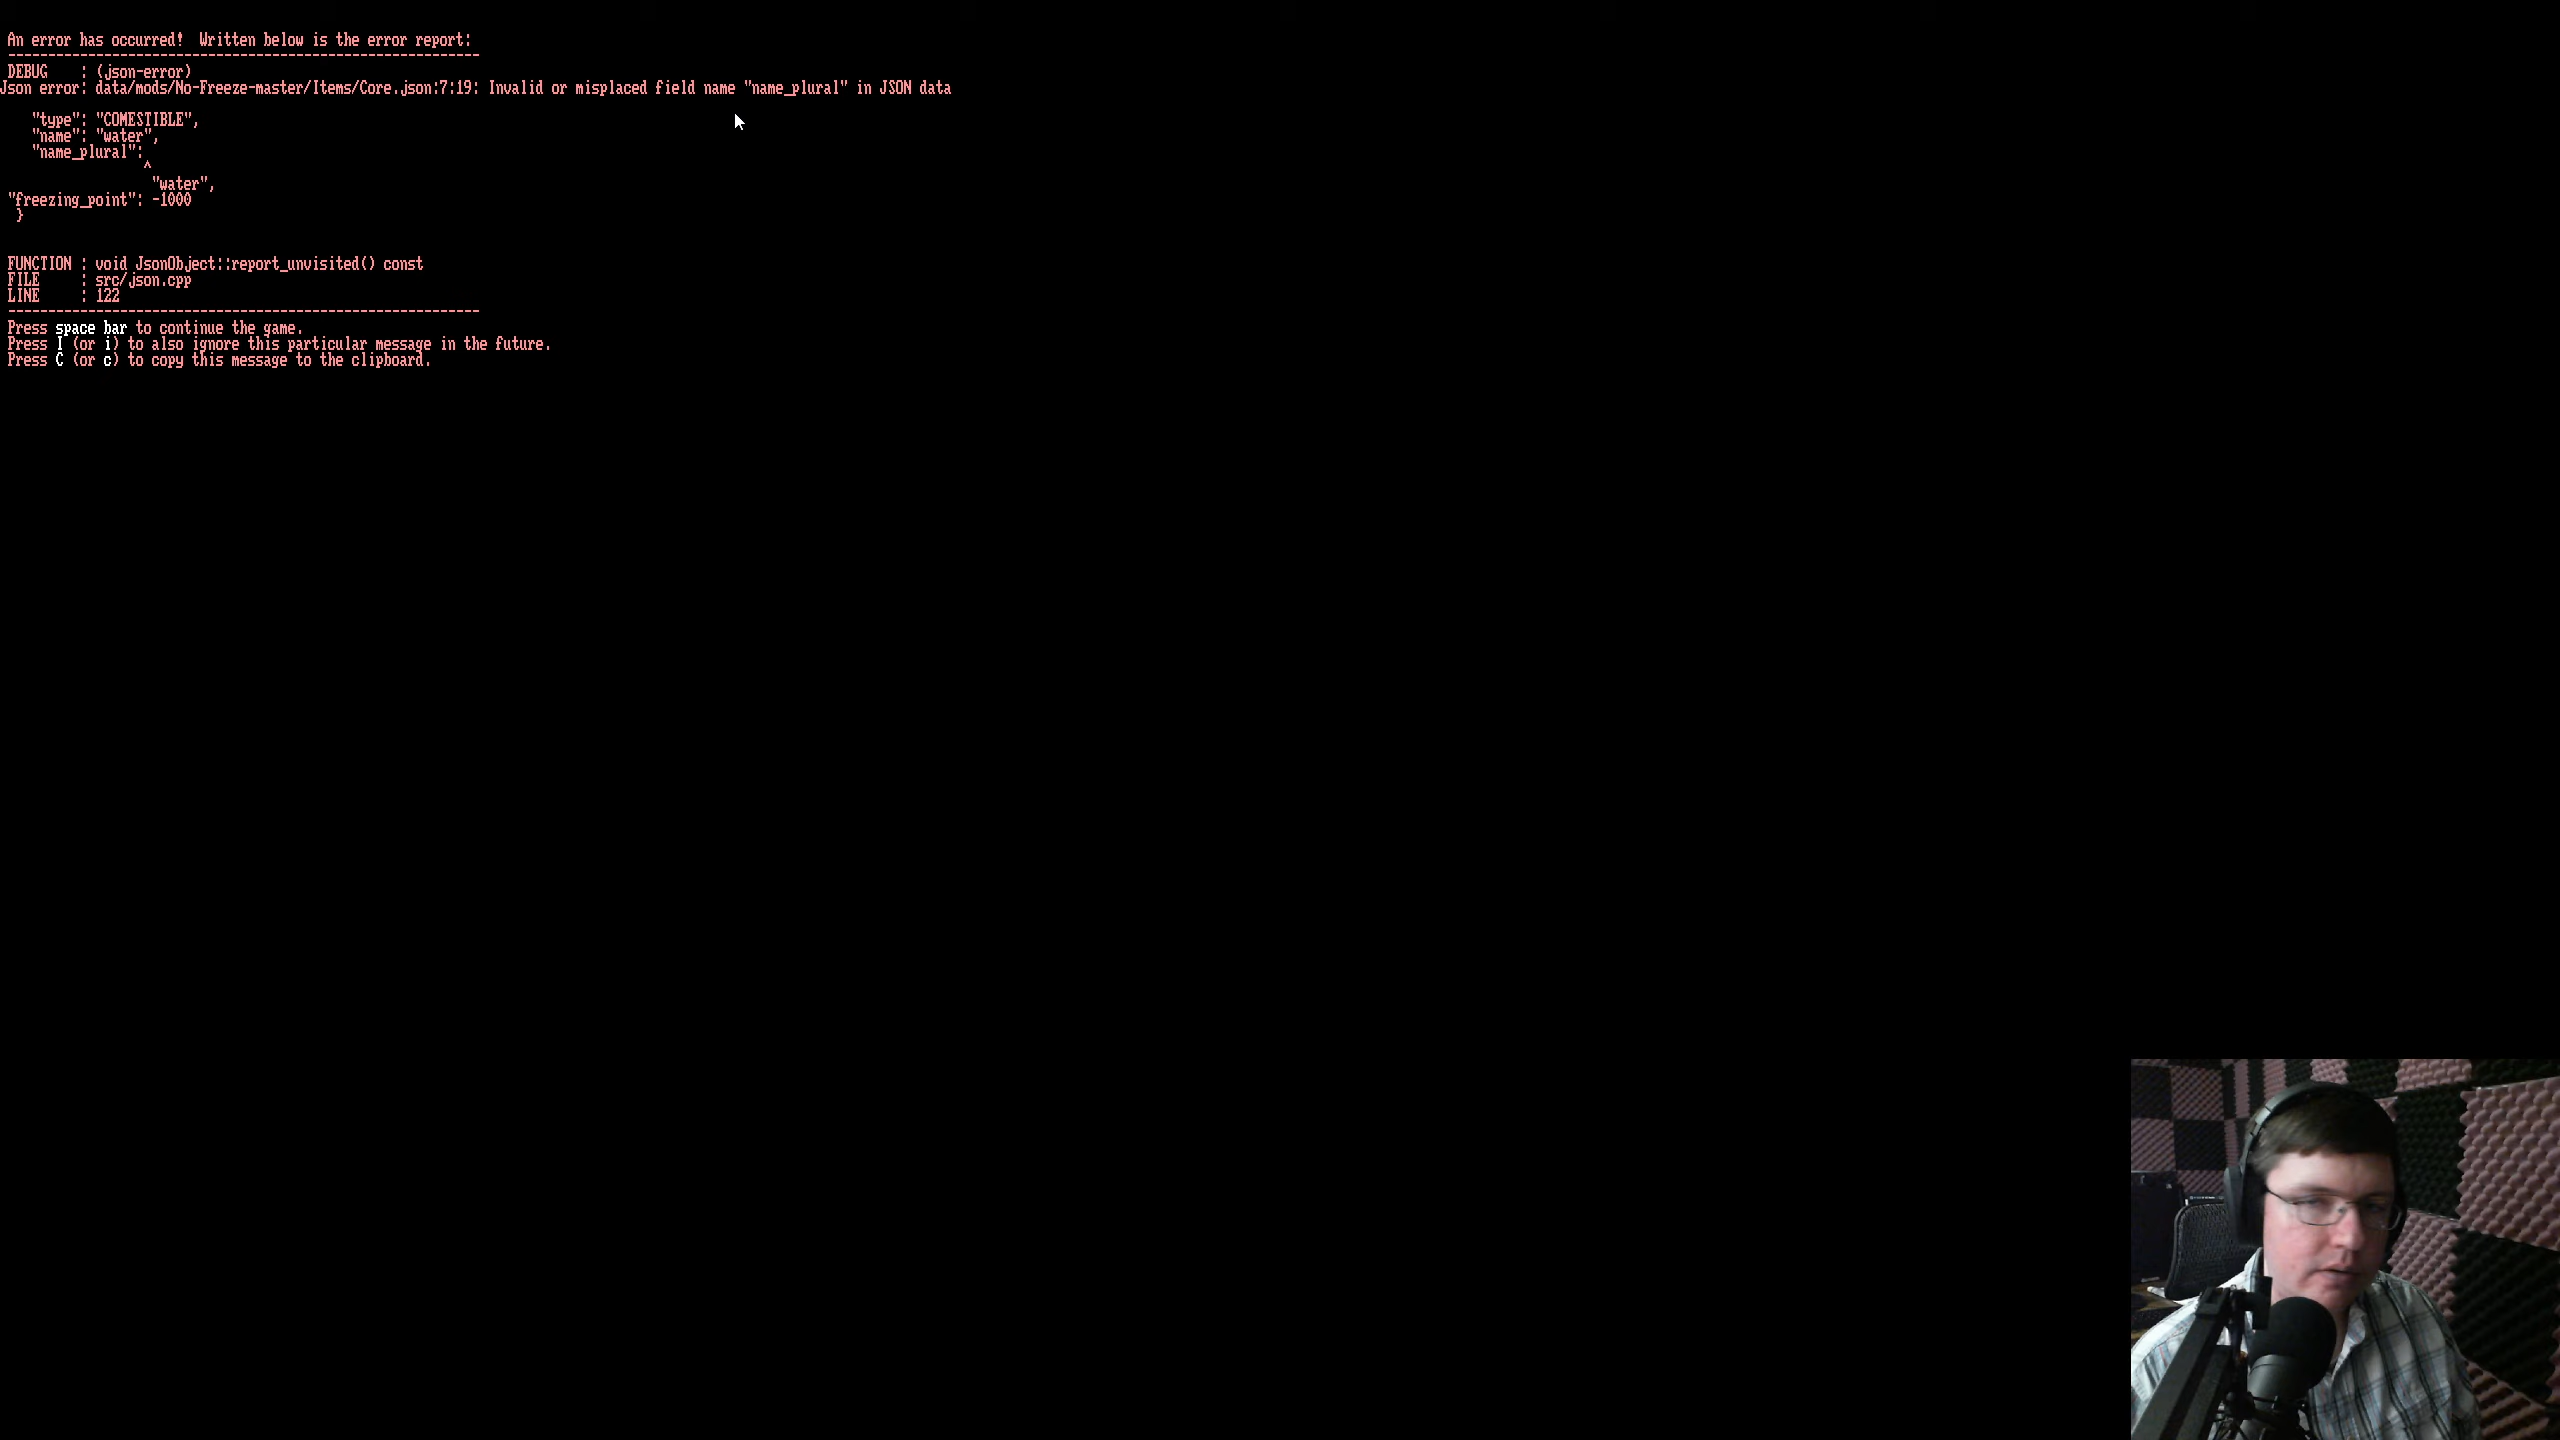 An error has occurred!  Written below is the error report:
-----------------------------------------------------------
DEBUG    : (json-error)
Json error: data/mods/No-Freeze-master/Items/Core.json:7:19: Invalid or misplaced field name "name_plural" in JSON data
"type": "COMESTIBLE",
"name": "water",
"name_plural":
^
"water",
"freezing_point": -1000
}
FUNCTION : void JsonObject::report_unvisited() const
FILE     : src/json.cpp
LINE     : 122
-----------------------------------------------------------
Press space bar to continue the game.
Press I (or i) to also ignore this particular message in the future.
Press C (or c) to copy this message to the clipboard.